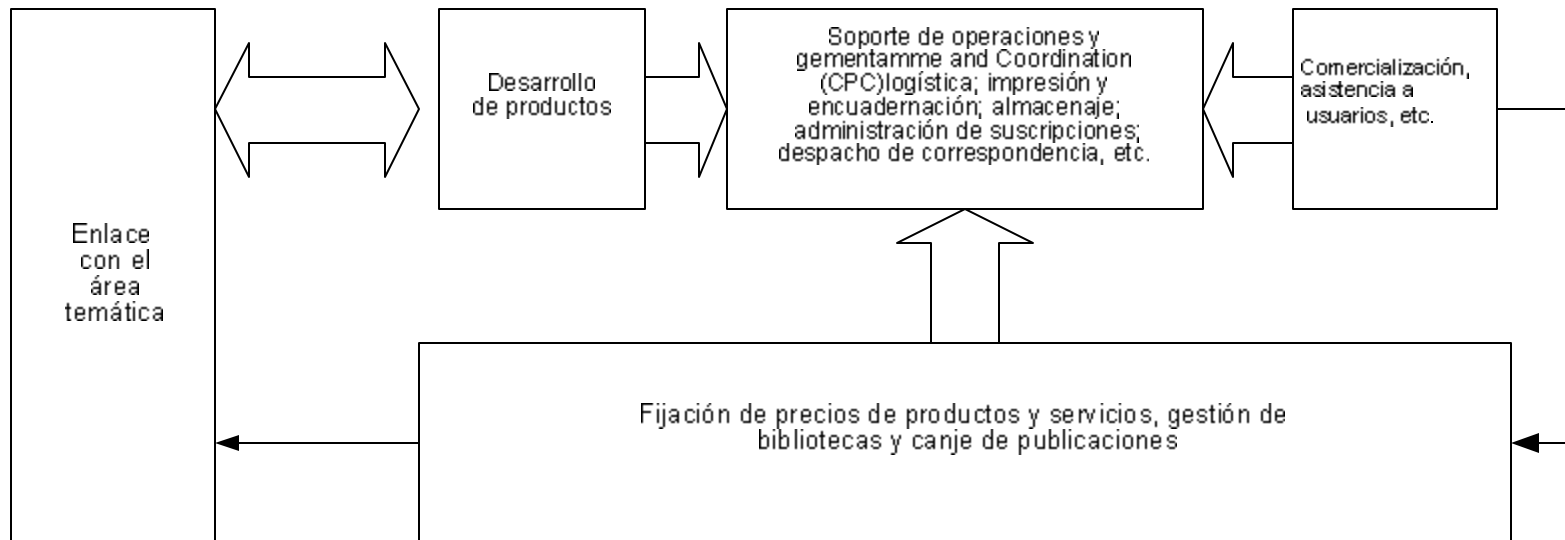 Enlace
con el
área
temática
Desarrollo
de productos
Soporte de operaciones y
gementamme and Coordination
(CPC)logística; impresión y
encuadernación; almacenaje;
administración de suscripciones;
despacho de correspondencia, etc.
Comercialización,
asistencia a
usuarios, etc.
Fijación de precios de productos y servicios, gestión de
bibliotecas y canje de publicaciones